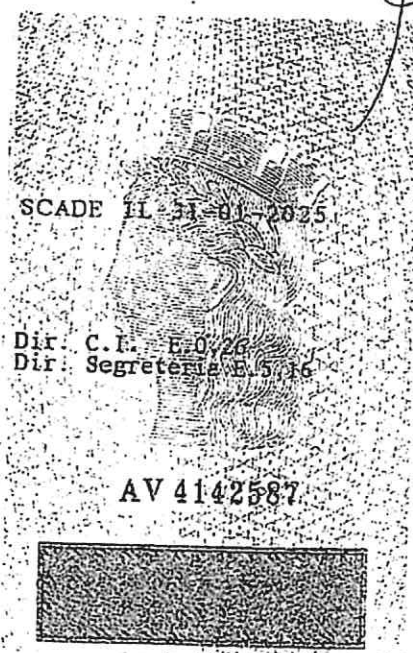 SCADE IL 31-01-2025
Dir. C.I. E.0,26
Dir. Segreteria E.5,16
AV 4142587